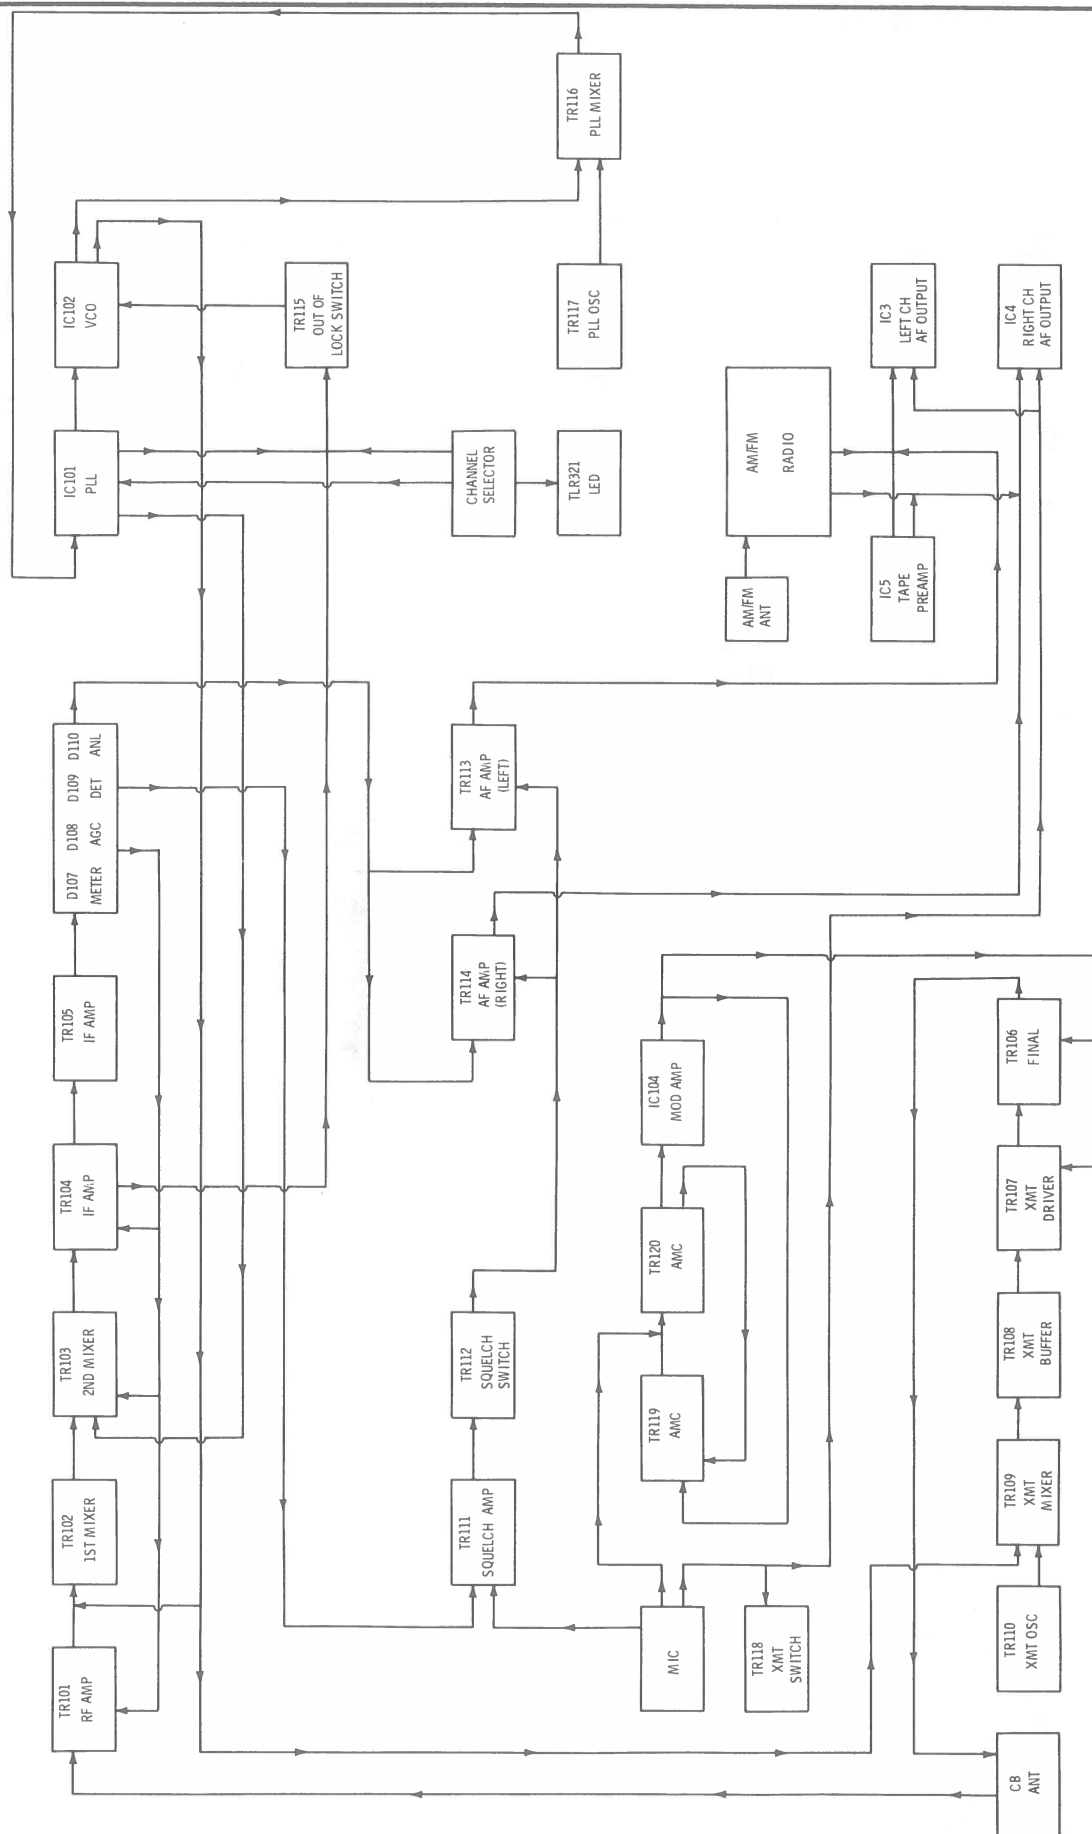 TR101
RF AMP
TR102
1ST MIXER
TR103
2ND MIXER
TR104
IF AMP
TR105
IF AMP
D107 D108 D109 D110
METER AGC DET ANL
IC101
PLL
IC102
VCO
TR115
OUT OF
LOCK SWITCH
TR111
SQUELCH AMP
TR112
SQUELCH
SWITCH
TR114
AF AMP
(RIGHT)
TR113
AF AMP
(LEFT)
CHANNEL
SELECTOR
TLR321
LED
TR117
PLL OSC
TR116
PLL MIXER
MIC
TR118
XMT
SWITCH
TR119
AMC
TR120
AMC
IC104
MOD AMP
AM/FM
ANT
AM/FM
RADIO
IC5
TAPE
PREAMP
IC3
LEFT CH
AF OUTPUT
IC4
RIGHT CH
AF OUTPUT
CB
ANT
TR110
XMT OSC
TR109
XMT
MIXER
TR108
XMT
BUFFER
TR107
XMT
DRIVER
TR106
FINAL